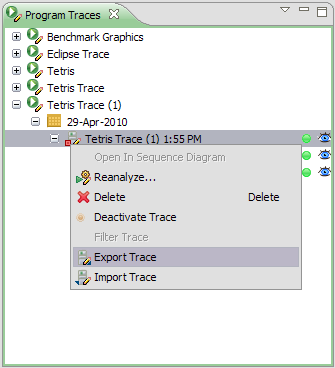 Program Traces
Benchmark Graphics
Eclipse Trace
Tetris
Tetris Trace
Tetris Trace (1)
29-Apr-2010
Tetris Trace (1) 1:55 PM
Open In Sequence Diagram
Reanalyze...
Delete Delete
Deactivate Trace
Filter Trace
Export Trace
Import Trace